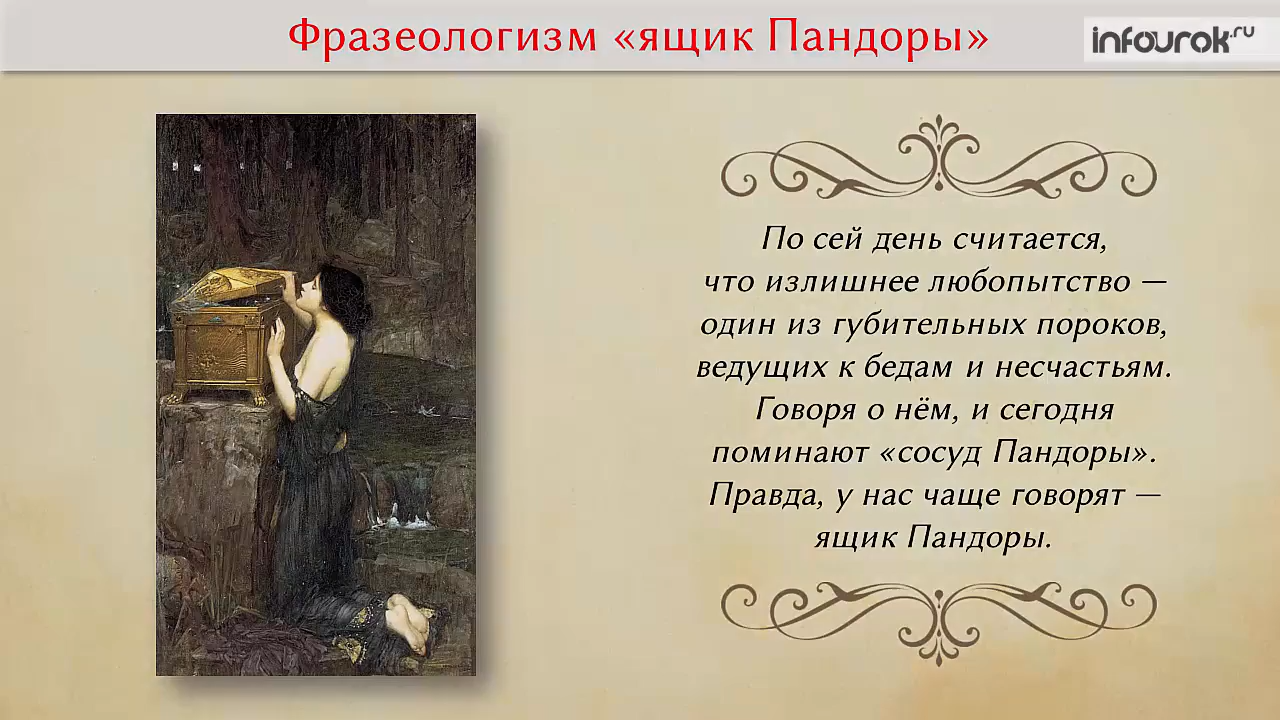 Фразеологизм «ящик Пандоры»
infourok.ru
По сей день считается,
что излишнее любопытство —
один из губительных пороков,
ведущих к бедам и несчастьям.
Говоря о нём, и сегодня
поминают «сосуд Пандоры».
Правда, у нас чаще говорят —
ящик Пандоры.